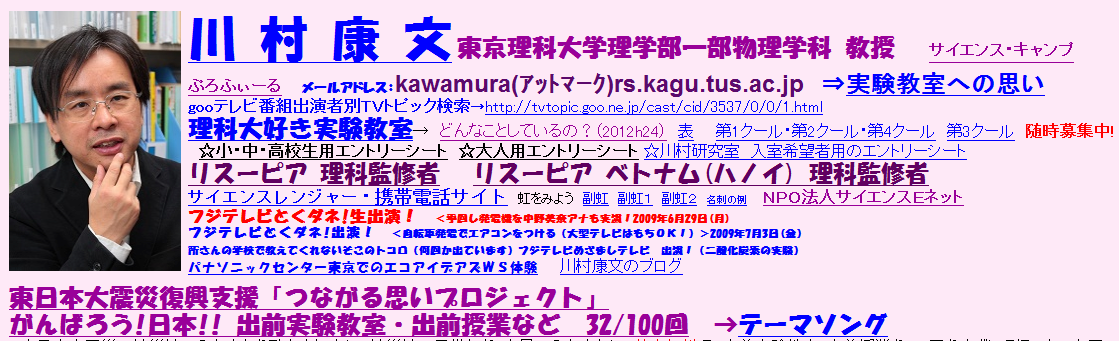 川村康文 東京理科大学理学部一部物理学科 教授 サイエンス・キャンプ
ぷろふぃーる メールアドレス:kawamura(アットマーク)rs.kagu.tus.ac.jp ⇒実験教室への思い
gooテレビ番組出演者別TVトピック検索→http://tvtopic.goo.ne.jp/cast/cid/3537/0/0/1.html
理科大好き実験教室→ どんなことしているの?(2012h24) 表 第1クール・第2クール・第4クール 第3クール 随時募集中!
☆小・中・高校生用エントリーシート ☆大人用エントリーシート ☆川村研究室 入室希望者用のエントリーシート
リスーピア 理科監修者 リスーピア ベトナム(ハノイ) 理科監修者
サイエンスレンジャー・携帯電話サイト 虹をみよう 副虹 副虹1 副虹2 名刺の例 NPO法人サイエンスEネット
フジテレビとくダネ!生出演! <手回し発電機を中野美奈アナも実演!2009年6月29日(月)
フジテレビとくダネ!出演! <自転車発電でエアコンをつける(大型テレビはもちOK!)>2009年7月3日(金)
所さんの学校で教えてくれないそこのトコロ(何回か出ています)フジテレビめざましテレビ 出演!(二酸化炭素の実験)
パナソニックセンター東京でのエコアイデアズWS体験 川村康文のブログ
東日本大震災復興支援「つながる思いプロジェクト」
がんばろう!日本!! 出前実験教室・出前授業など 32/100回 →テーマソング